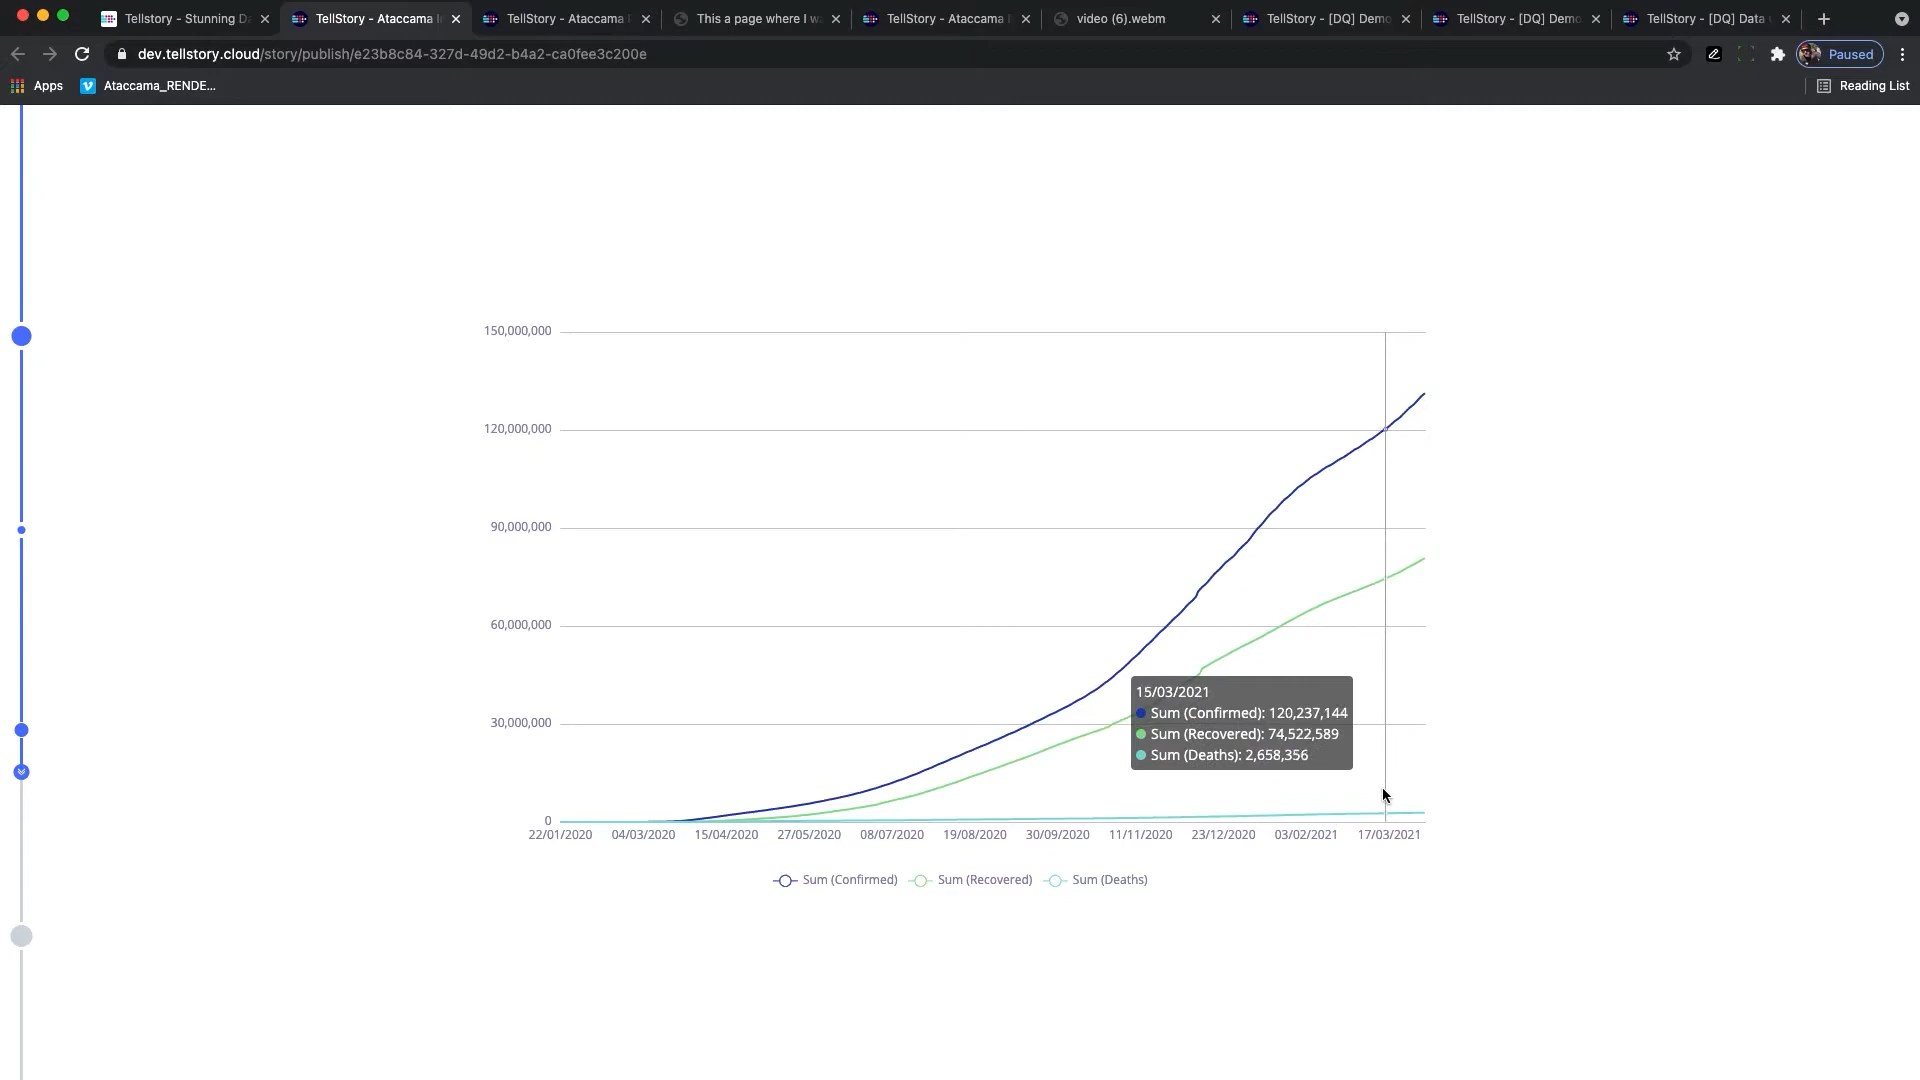 Tellstory - Stunning Da
TellStory - Ataccama I
TellStory - Ataccama
This a page where I w
TellStory - Ataccama
video (6).webm
TellStory - [DQ] Demo
TellStory - [DQ] Demo
TellStory - [DQ] Data
dev.tellstory.cloud/story/publish/e23b8c84-327d-49d2-b4a2-ca0fee3c200e
Paused
Apps
Ataccama_RENDE...
Reading List
150,000,000
120,000,000
90,000,000
60,000,000
30,000,000
0
15/03/2021
Sum (Confirmed): 120,237,144
Sum (Recovered): 74,522,589
Sum (Deaths): 2,658,356
22/01/2020 04/03/2020 15/04/2020 27/05/2020 08/07/2020 19/08/2020 30/09/2020 11/11/2020 23/12/2020 03/02/2021 17/03/2021
Sum (Confirmed) Sum (Recovered) Sum (Deaths)